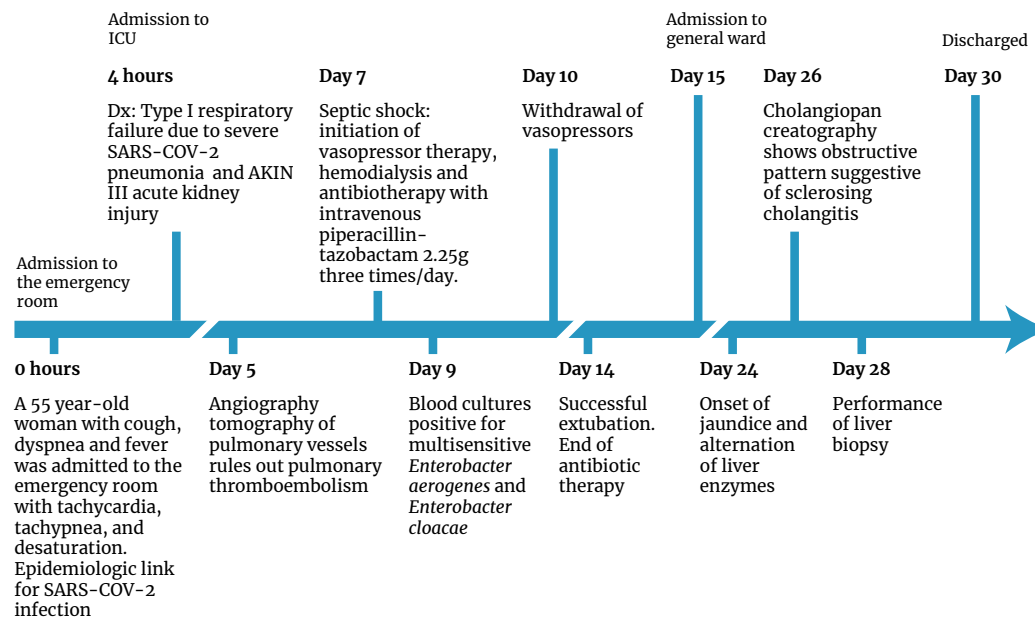 Admission to
ICU
4 hours
Dx: Type I respiratory
failure due to severe
SARS-COV-2
pneumonia and AKIN
III acute kidney
injury
Day 7
Septic shock:
initiation of
vasopressor therapy,
hemodialysis and
antibiotherapy with
intravenous
piperacillin-
tazobactam 2.25g
three times/day.
Day 10
Withdrawal of
vasopressors
Admission to
general ward
Day 15
Day 26
Cholangiopan
creatography
shows obstructive
pattern suggestive
of sclerosing
cholangitis
Discharged
Day 30
Admission to
the emergency
room
0 hours
A 55 year-old
woman with cough,
dyspnea and fever
was admitted to the
emergency room
with tachycardia,
tachypnea, and
desaturation.
Epidemiologic link
for SARS-COV-2
infection
Day 5
Angiography
tomography of
pulmonary vessels
rules out pulmonary
thromboembolism
Day 9
Blood cultures
positive for
multisensitive
Enterobacter
aerogenes and
Enterobacter
cloacae
Day 14
Successful
extubation.
End of
antibiotic
therapy
Day 24
Onset of
jaundice and
alternation
of liver
enzymes
Day 28
Performance
of liver
biopsy